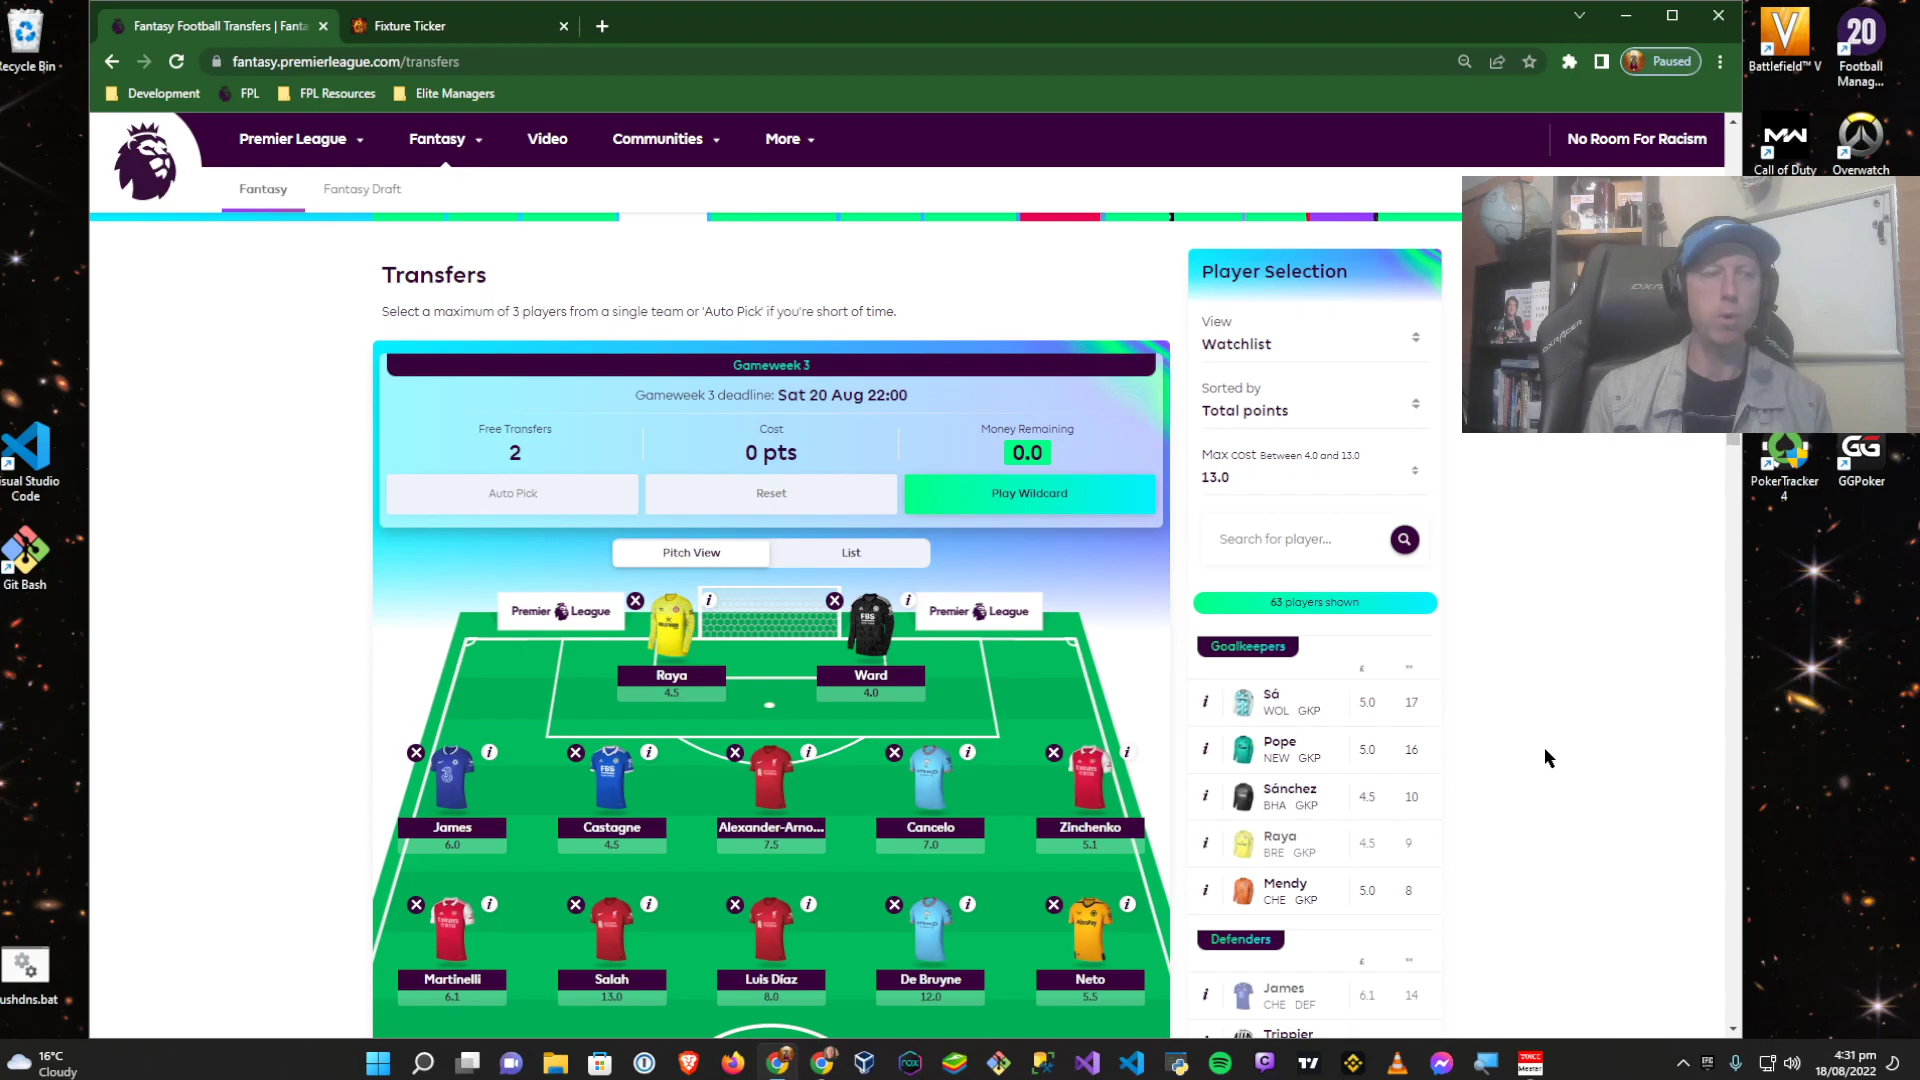 Fantasy Football Transfers | Fanta
Fixture Ticker
fantasy.premierleague.com/transfers
Paused
Development
FPL
FPL Resources
Elite Managers
Premier League
Fantasy
Video
Communities
More
No Room For Racism
Fantasy
Fantasy Draft
Transfers
Select a maximum of 3 players from a single team or 'Auto Pick' if you're short of time.
Gameweek 3
Gameweek 3 deadline: Sat 20 Aug 22:00
Free Transfers
2
Cost
0 pts
Money Remaining
0.0
Auto Pick
Reset
Play Wildcard
Pitch View
List
Premier League
Premier League
Raya
4.5
Ward
4.0
James
6.0
Castagne
4.5
Alexander-Arno...
7.5
Cancelo
7.0
Zinchenko
5.1
Martinelli
6.1
Salah
13.0
Luis Díaz
8.0
De Bruyne
12.0
Neto
5.5
Player Selection
View
Watchlist
Sorted by
Total points
Max cost Between 4.0 and 13.0
13.0
Search for player...
63 players shown
Goalkeepers
£
**
Sá
WOL GKP
5.0 17
Pope
NEW GKP
5.0 16
Sánchez
BHA GKP
4.5 10
Raya
BRE GKP
4.5 9
Mendy
CHE GKP
5.0 8
Defenders
£
**
James
CHE DEF
6.1 14
Trippier
Recycle Bin
Visual Studio
Code
Git Bash
ushdns.bat
Battlefield™ V
20
Football
Manag...
Call of Duty
Overwatch
PokerTracker
4
GGPoker
16°C
Cloudy
4:31 pm
18/08/2022